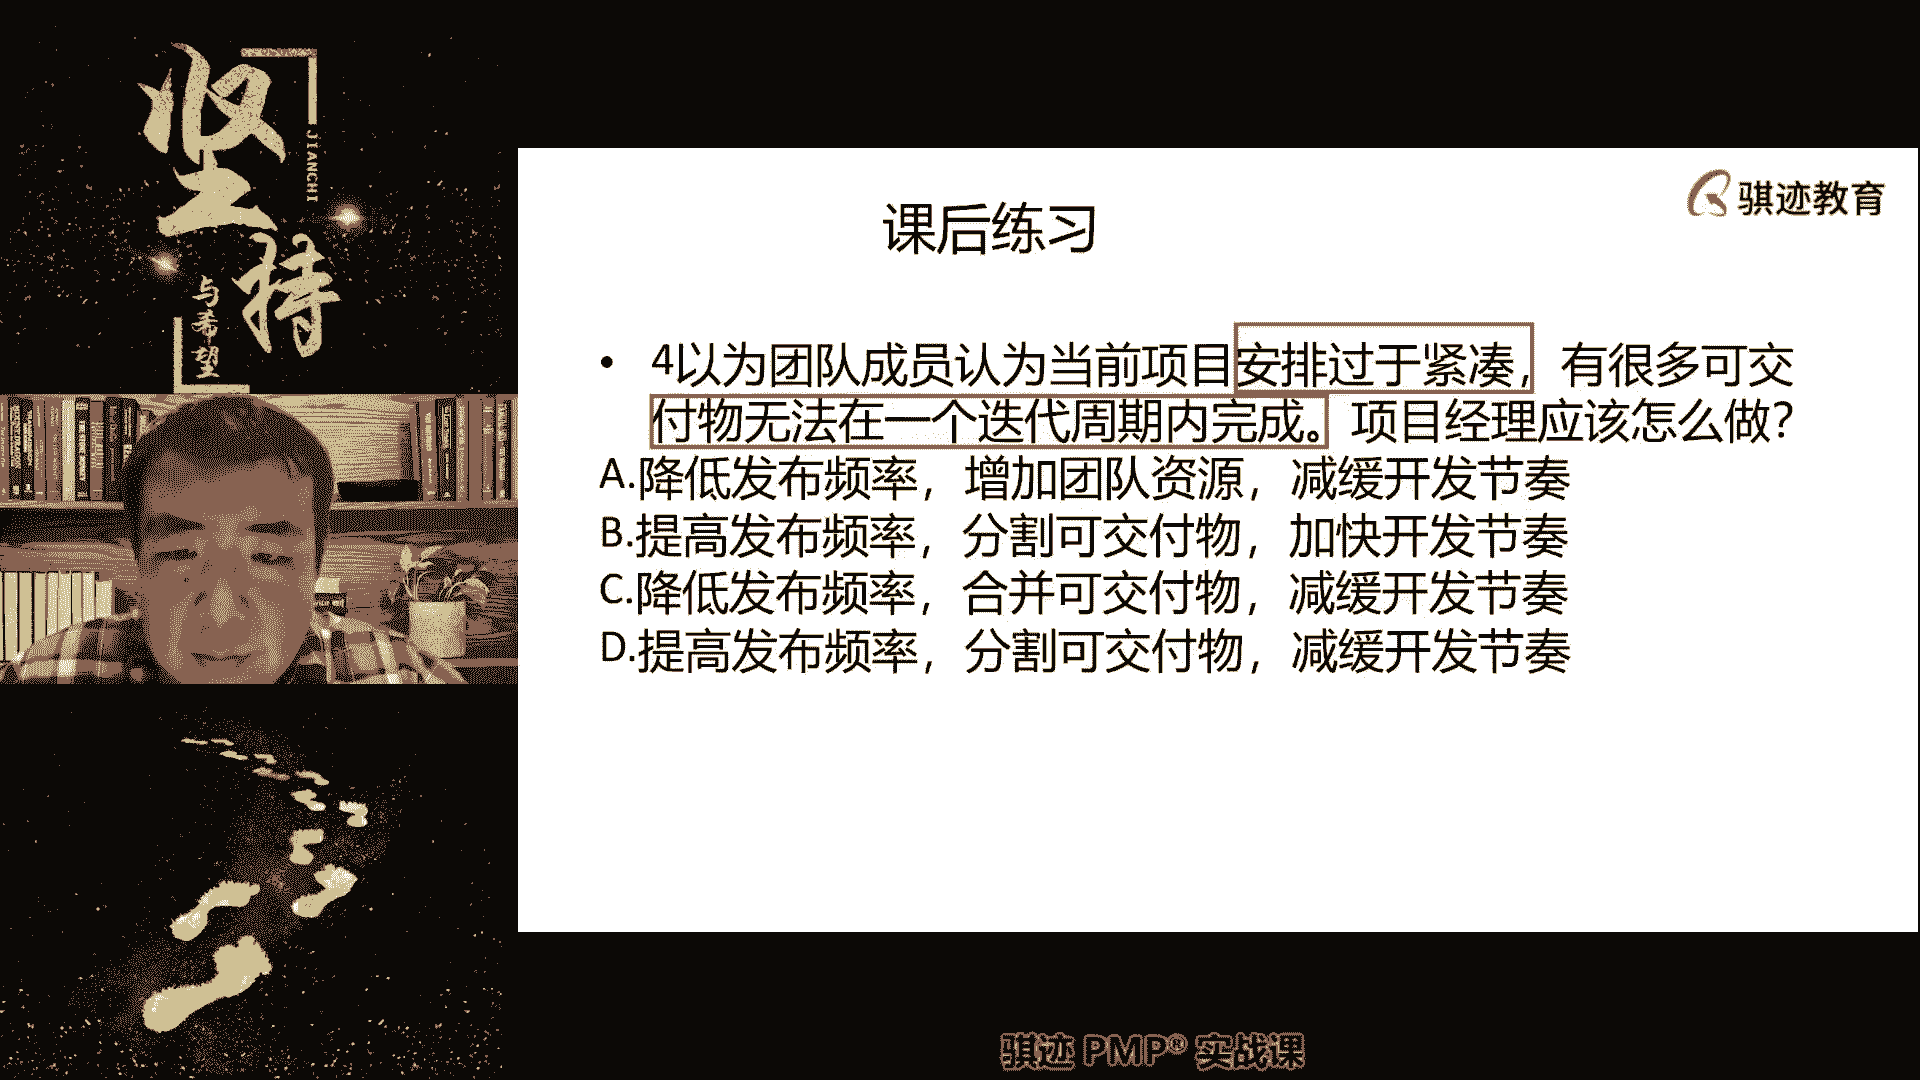 坚持
JIANCHI
与希望
骐迹教育
课后练习
• 4以为团队成员认为当前项目安排过于紧凑，有很多可交
付物无法在一个迭代周期内完成。项目经理应该怎么做？
A.降低发布频率，增加团队资源，减缓开发节奏
B.提高发布频率，分割可交付物，加快开发节奏
C.降低发布频率，合并可交付物，减缓开发节奏
D.提高发布频率，分割可交付物，减缓开发节奏
骐迹 PMP® 实战课